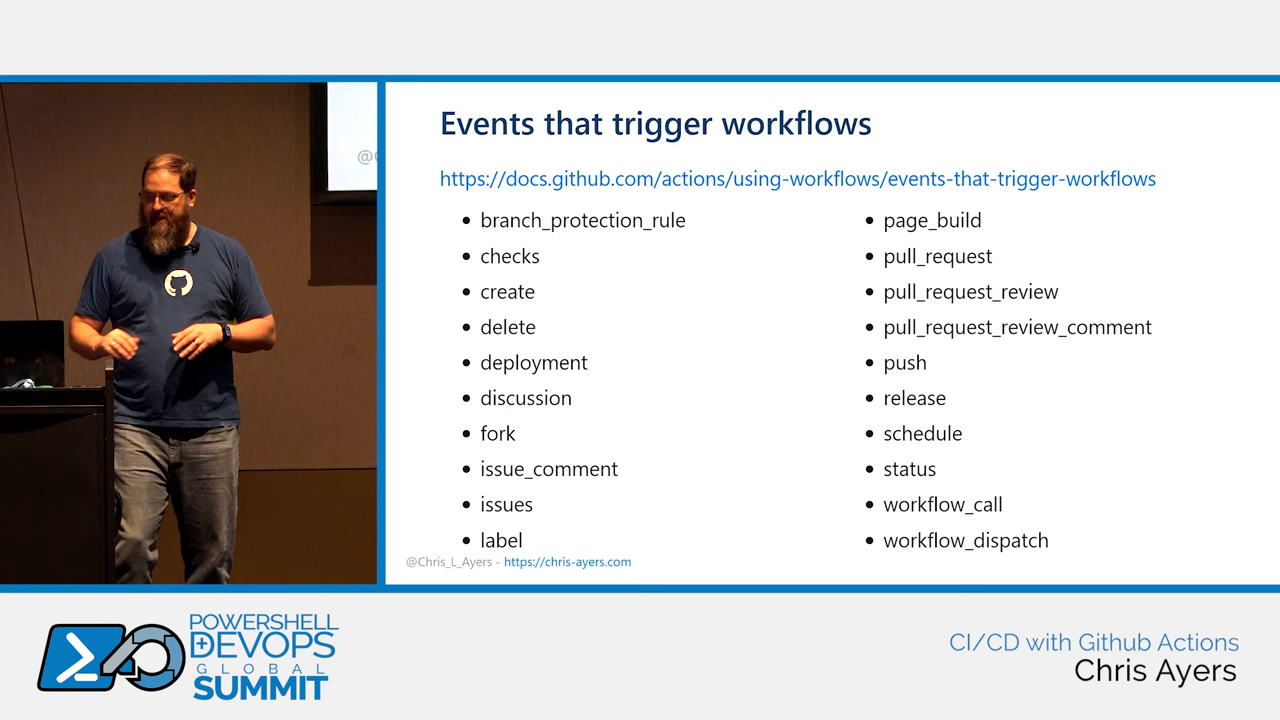 @
Events that trigger workflows
https://docs.github.com/actions/using-workflows/events-that-trigger-workflows
branch_protection_rule
checks
create
delete
deployment
discussion
fork
issue_comment
issues
label
page_build
pull_request
pull_request_review
pull_request_review_comment
push
release
schedule
status
workflow_call
workflow_dispatch
@Chris_L_Ayers - https://chris-ayers.com
POWERSHELL
+DEVOPS
GLOBAL
SUMMIT
CI/CD with Github Actions
Chris Ayers